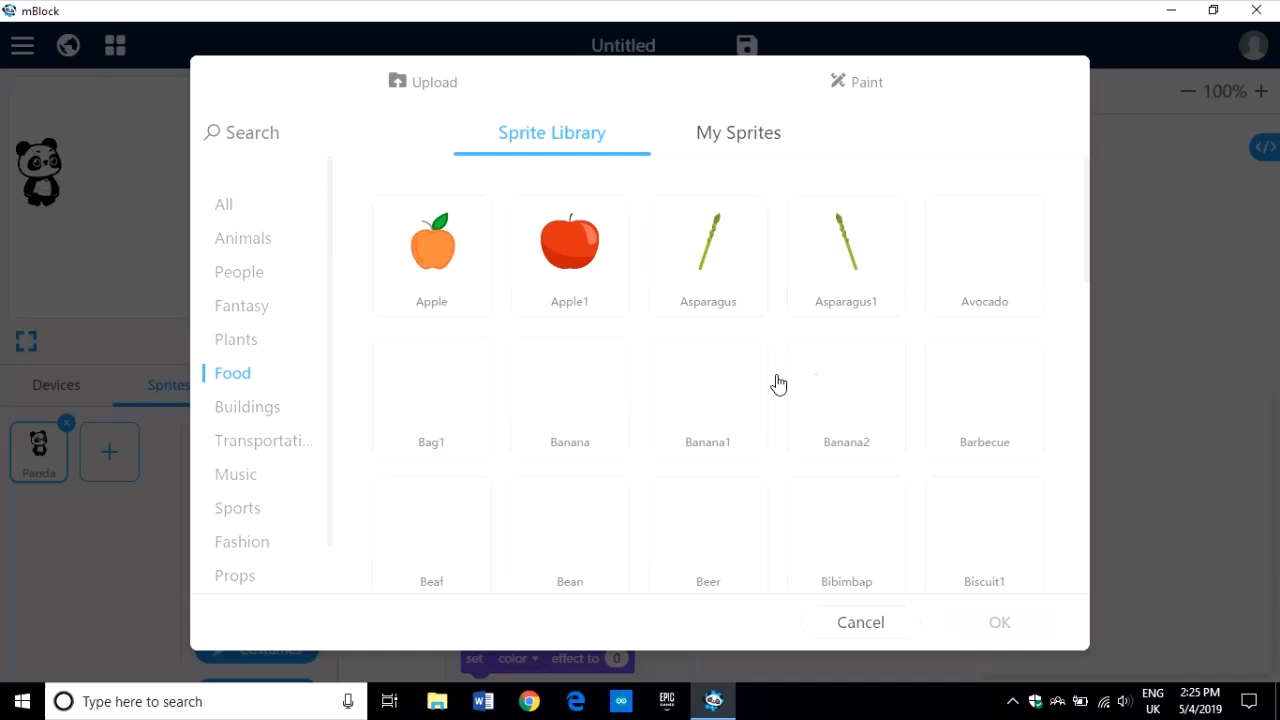 mBlock
Untitled
Upload
Paint
100%
Search
Sprite Library
My Sprites
All
Animals
People
Fantasy
Plants
Food
Buildings
Transportati...
Music
Sports
Fashion
Props
Apple
Apple1
Asparagus
Asparagus1
Avocado
Bag1
Banana
Banana1
Banana2
Barbecue
Beaf
Bean
Beer
Bibimbap
Biscuit1
Cancel
OK
Devices
Sprites
Panda
Costumes
set color effect to 0
Type here to search
EPIC
GAMES
ENG
UK
2:25 PM
5/4/2019